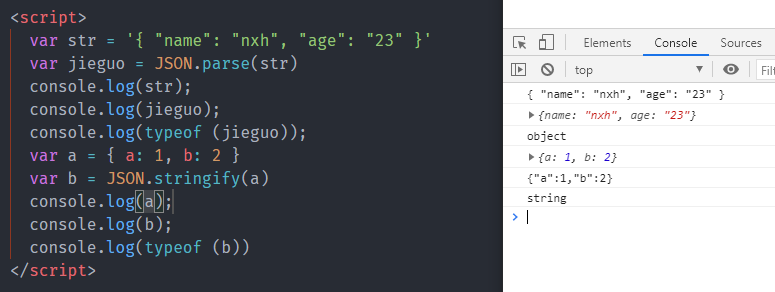 <script>
var str = '{ "name": "nxh", "age": "23" }'
var jieguo = JSON.parse(str)
console.log(str);
console.log(jieguo);
console.log(typeof (jieguo));
var a = { a: 1, b: 2 }
var b = JSON.stringify(a)
console.log(a);
console.log(b);
console.log(typeof (b))
</script>
Elements Console Sources
top Filt
{ "name": "nxh", "age": "23" }
{name: "nxh", age: "23"}
object
{a: 1, b: 2}
{"a":1,"b":2}
string